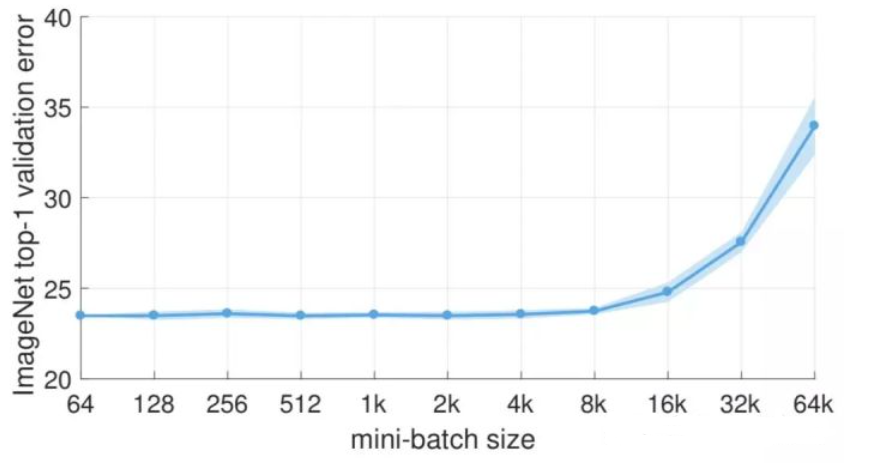 ImageNet top-1 validation error
40
35
30
25
20
64 128 256 512 1k 2k 4k 8k 16k 32k 64k
mini-batch size